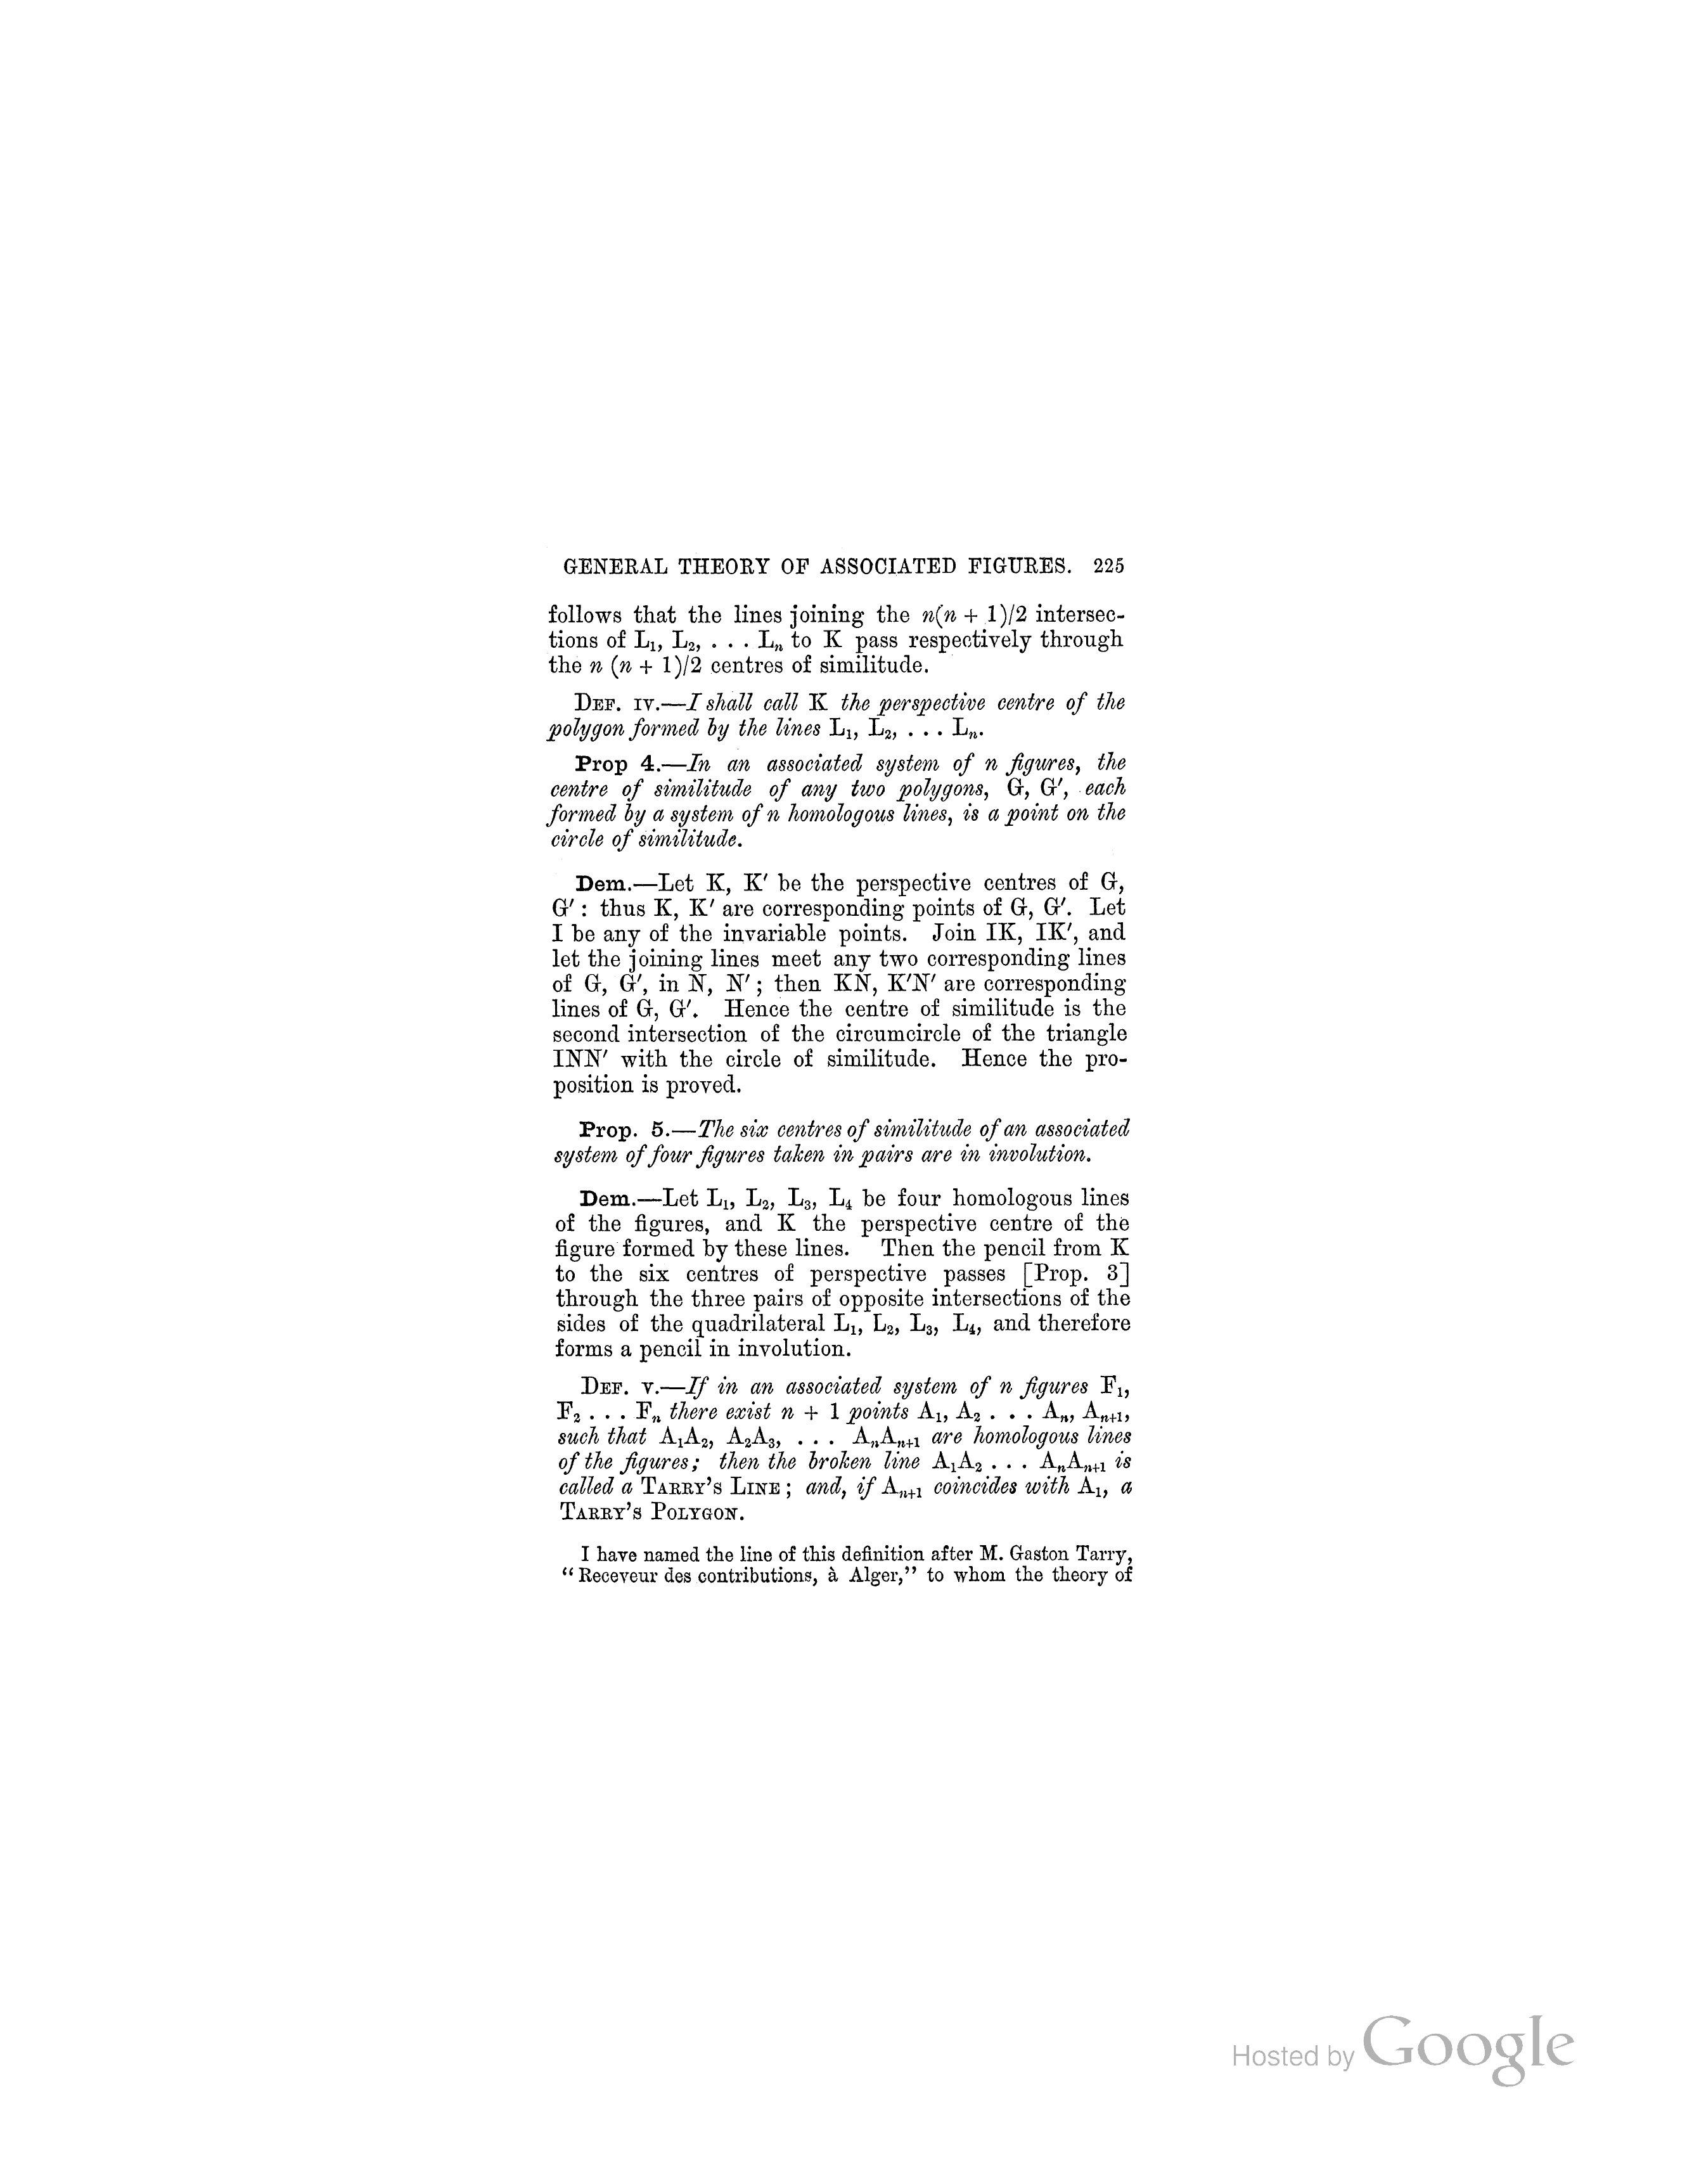 GENERAL THEORY OF ASSOCIATED FIGURES. 225
follows that the lines joining the n(n + 1)/2 intersec-
tions of L₁, L₂, . . . Lₙ to K pass respectively through
the n (n + 1)/2 centres of similitude.
DEF. IV.—I shall call K the perspective centre of the
polygon formed by the lines L₁, L₂, . . . Lₙ.
Prop 4.—In an associated system of n figures, the
centre of similitude of any two polygons, G, G′, each
formed by a system of n homologous lines, is a point on the
circle of similitude.
Dem.—Let K, K′ be the perspective centres of G,
G′ : thus K, K′ are corresponding points of G, G′. Let
I be any of the invariable points. Join IK, IK′, and
let the joining lines meet any two corresponding lines
of G, G′, in N, N′ ; then KN, K′N′ are corresponding
lines of G, G′. Hence the centre of similitude is the
second intersection of the circumcircle of the triangle
INN′ with the circle of similitude. Hence the pro-
position is proved.
Prop. 5.—The six centres of similitude of an associated
system of four figures taken in pairs are in involution.
Dem.—Let L₁, L₂, L₃, L₄ be four homologous lines
of the figures, and K the perspective centre of the
figure formed by these lines. Then the pencil from K
to the six centres of perspective passes [Prop. 3]
through the three pairs of opposite intersections of the
sides of the quadrilateral L₁, L₂, L₃, L₄, and therefore
forms a pencil in involution.
DEF. V.—If in an associated system of n figures F₁,
F₂ . . . Fₙ there exist n + 1 points A₁, A₂ . . . Aₙ, Aₙ₊₁,
such that A₁A₂, A₂A₃, . . . AₙAₙ₊₁ are homologous lines
of the figures; then the broken line A₁A₂ . . . AₙAₙ₊₁ is
called a TARRY'S LINE ; and, if Aₙ₊₁ coincides with A₁, a
TARRY'S POLYGON.
I have named the line of this definition after M. Gaston Tarry,
“Receveur des contributions, à Alger,” to whom the theory of
Hosted by Google